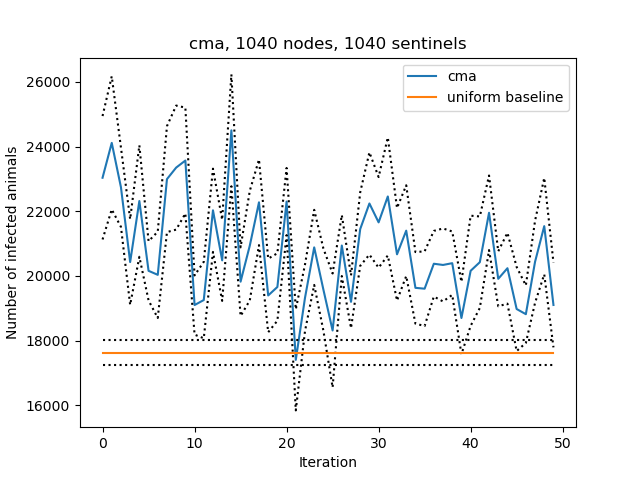 cma, 1040 nodes, 1040 sentinels
cma
uniform baseline
Number of infected animals
26000
24000
22000
20000
18000
16000
0
10
20
30
40
50
Iteration